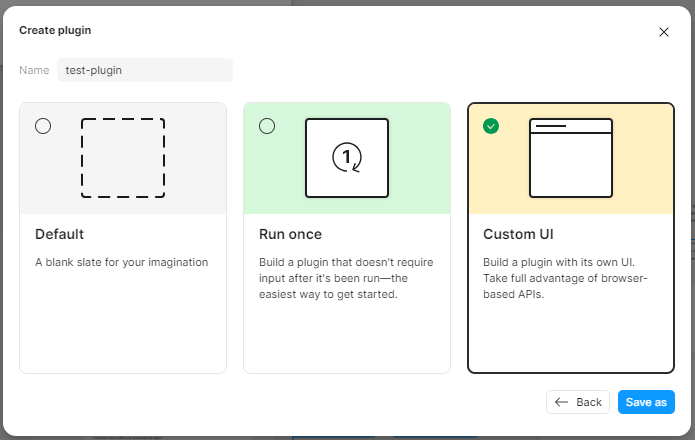 Create plugin
Name
test-plugin
1
Default
A blank slate for your imagination
Run once
Build a plugin that doesn't require
input after it's been run—the
easiest way to get started.
Custom UI
Build a plugin with its own UI.
Take full advantage of browser-
based APIs.
Back
Save as